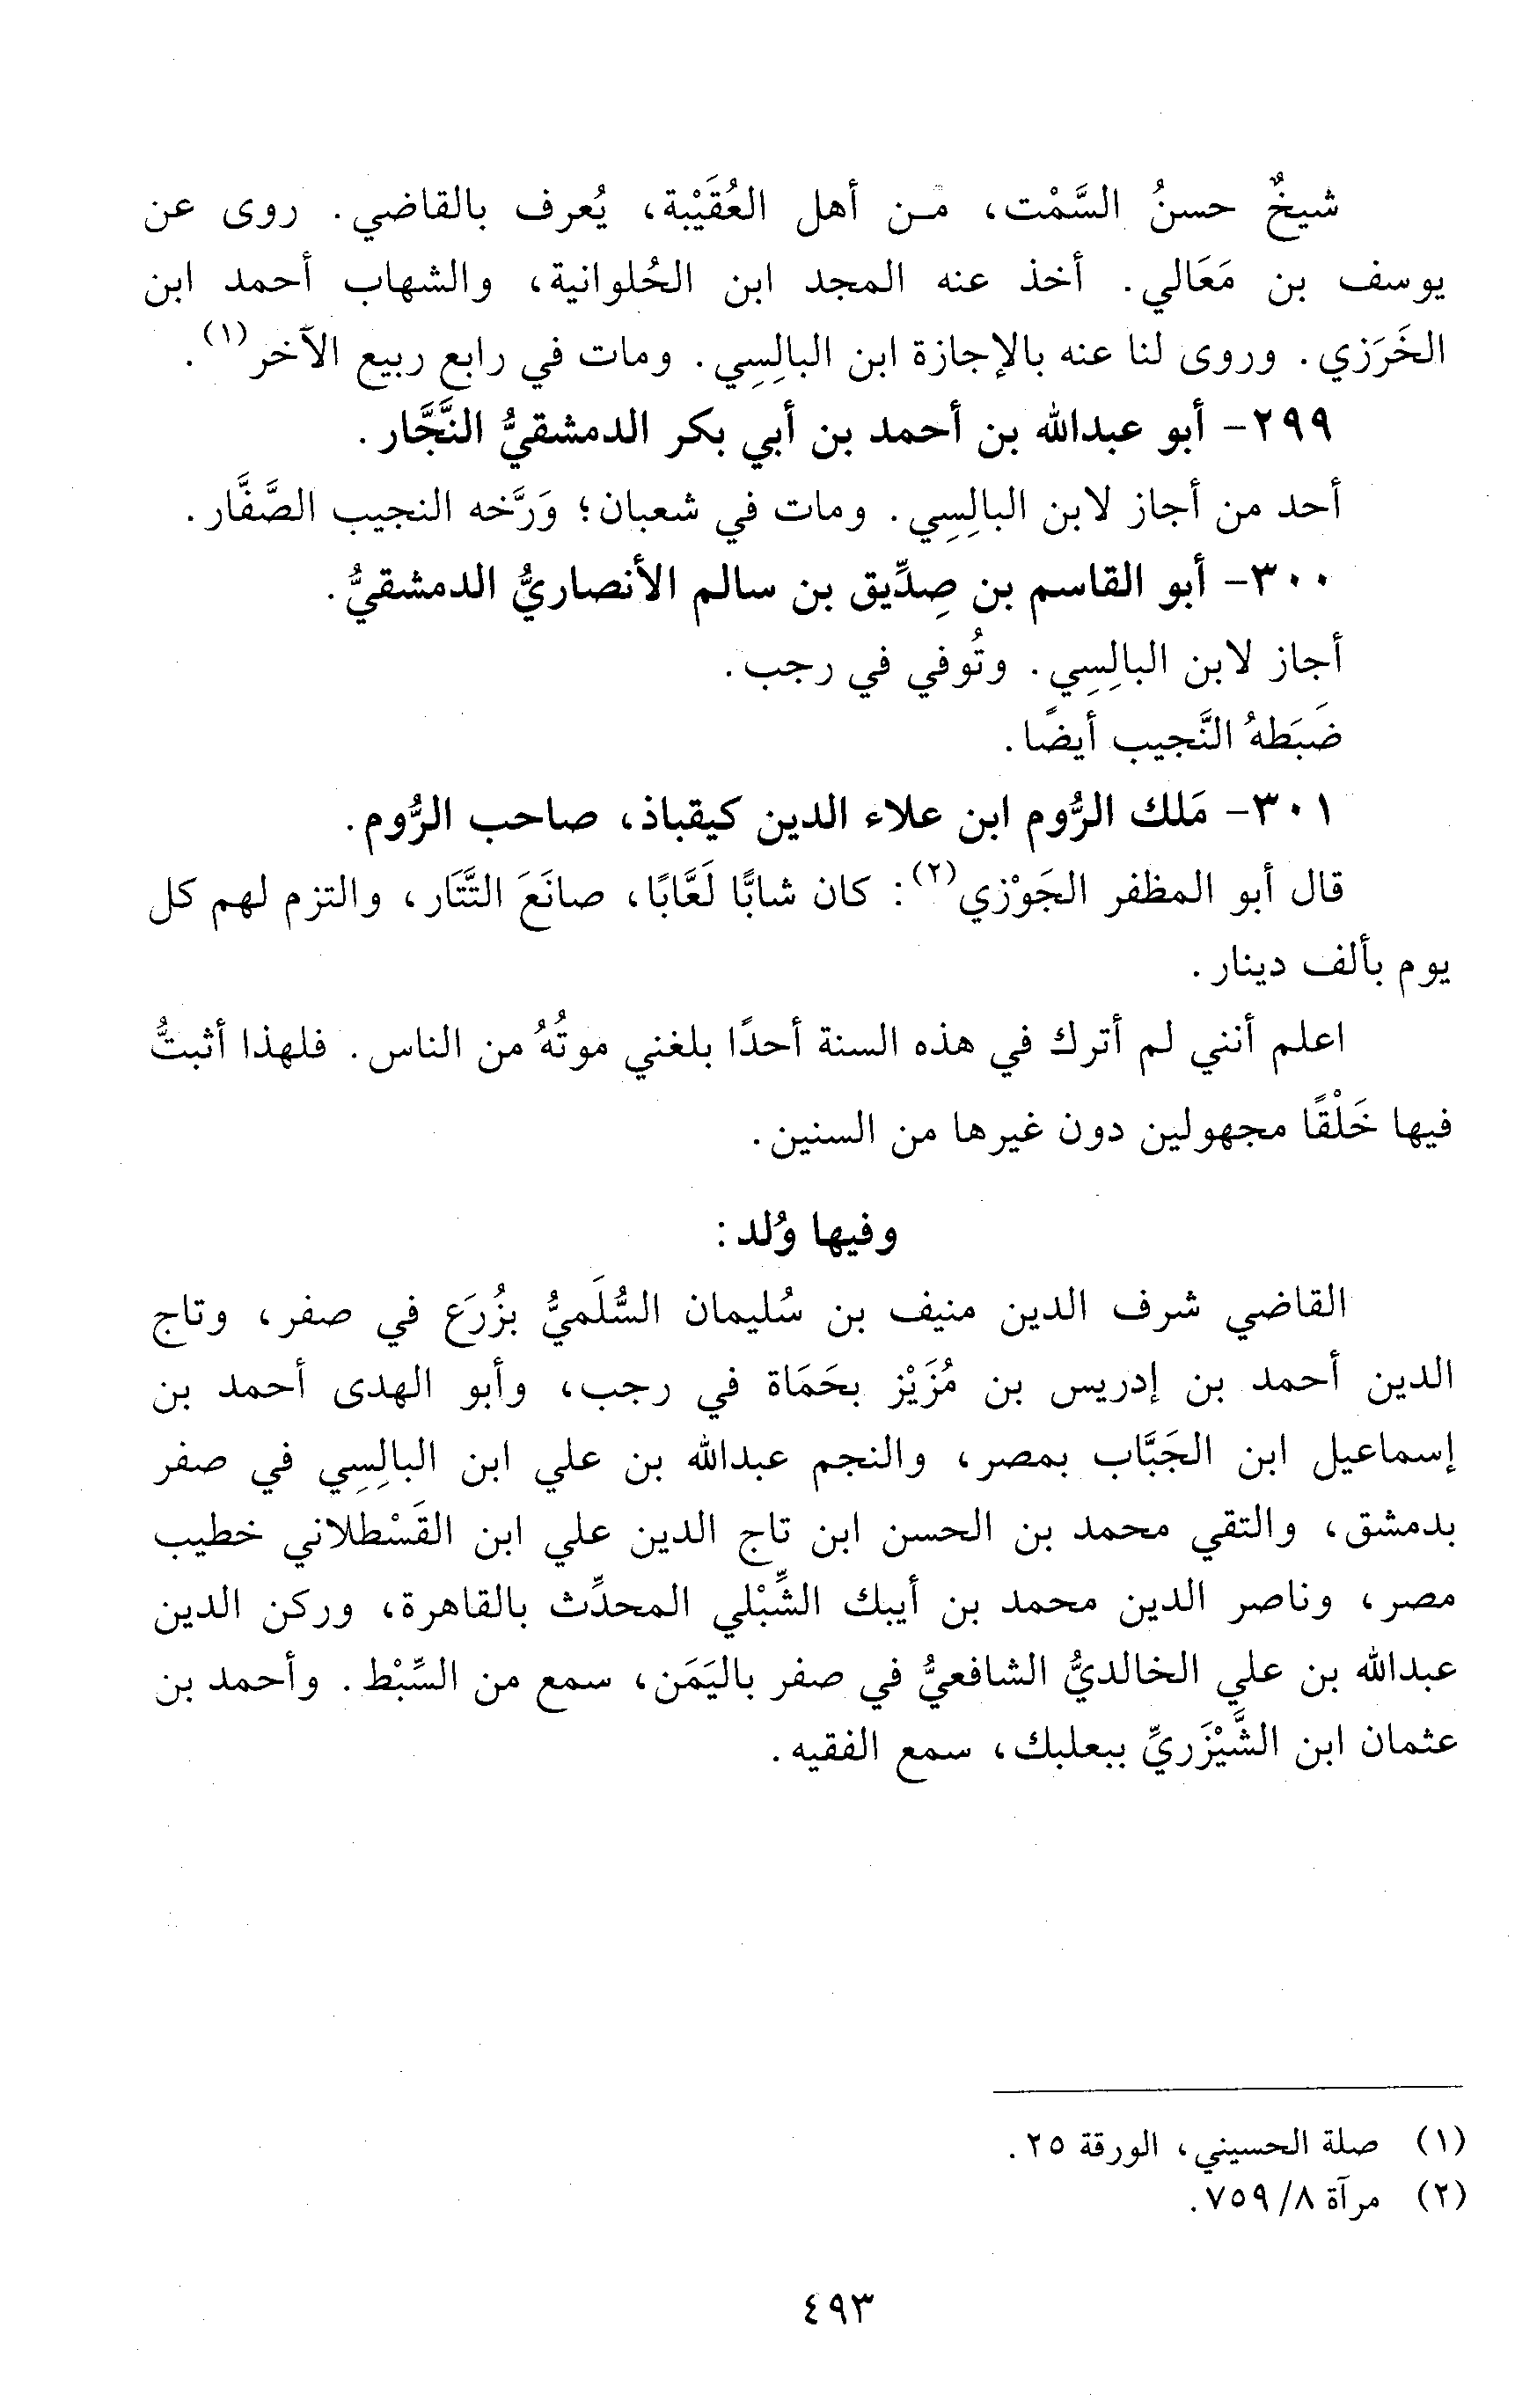 شيخٌ حسنُ السَّمْت، مـن أهل العُقَيْبة، يُعرف بالقاضي. روى عن
يوسف بن مَعَالي. أخذ عنه المجد ابن الحُلوانية، والشهاب أحمد ابن
الخَرَزي. وروى لنا عنه بالإجازة ابن البالِسِي. ومات في رابع ربيع الآخر(١).
٢٩٩- أبو عبدالله بن أحمد بن أبي بكر الدمشقيُّ النَّجَّار.
أحد من أجاز لابن البالِسِي. ومات في شعبان؛ وَرَّخه النجيب الصَّفَّار.
٣٠٠- أبو القاسم بن صِدِّيق بن سالم الأنصاريُّ الدمشقيُّ.
أجاز لابن البالِسِي. وتُوفي في رجب.
ضَبَطهُ النَّجيب أيضًا.
٣٠١- مَلك الرُّوم ابن علاء الدين كيقباذ، صاحب الرُّوم.
قال أبو المظفر الجَوْزي(٢): كان شابًّا لَعَّابًا، صانَعَ التَّتَار، والتزم لهم كل
يوم بألف دينار.
اعلم أنني لم أترك في هذه السنة أحدًا بلغني موتُهُ من الناس. فلهذا أثبتُّ
فيها خَلْقًا مجهولين دون غيرها من السنين.
وفيها وُلد:
القاضي شرف الدين منيف بن سُليمان السُّلَميُّ بزُرَع في صفر، وتاج
الدين أحمد بن إدريس بن مُزَيْز بحَمَاة في رجب، وأبو الهدى أحمد بن
إسماعيل ابن الجَبَّاب بمصر، والنجم عبدالله بن علي ابن البالِسِي في صفر
بدمشق، والتقي محمد بن الحسن ابن تاج الدين علي ابن القَسْطلاني خطيب
مصر، وناصر الدين محمد بن أيبك الشِّبْلي المحدِّث بالقاهرة، وركن الدين
عبدالله بن علي الخالديُّ الشافعيُّ في صفر باليَمَن، سمع من السِّبْط. وأحمد بن
عثمان ابن الشَّيْزَريِّ ببعلبك، سمع الفقيه.
(١) صلة الحسيني، الورقة ٢٥.
(٢) مرآة ٨/ ٧٥٩.
٤٩٣